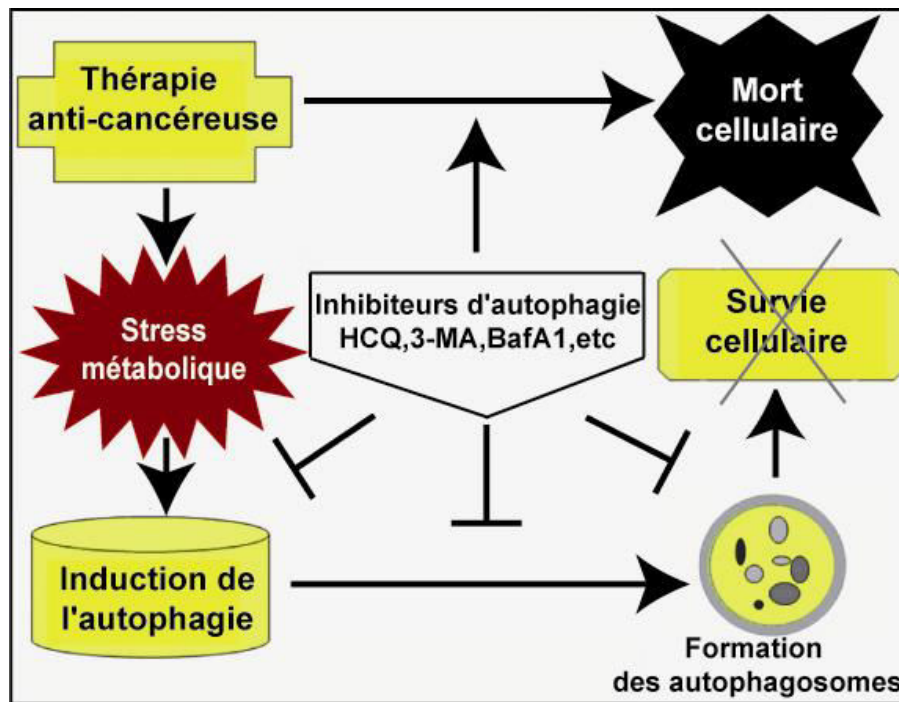 Thérapie
anti-cancéreuse
Mort
cellulaire
Stress
métabolique
Inhibiteurs d'autophagie
HCQ,3-MA,BafA1,etc
Survie
cellulaire
Induction de
l'autophagie
Formation
des autophagosomes